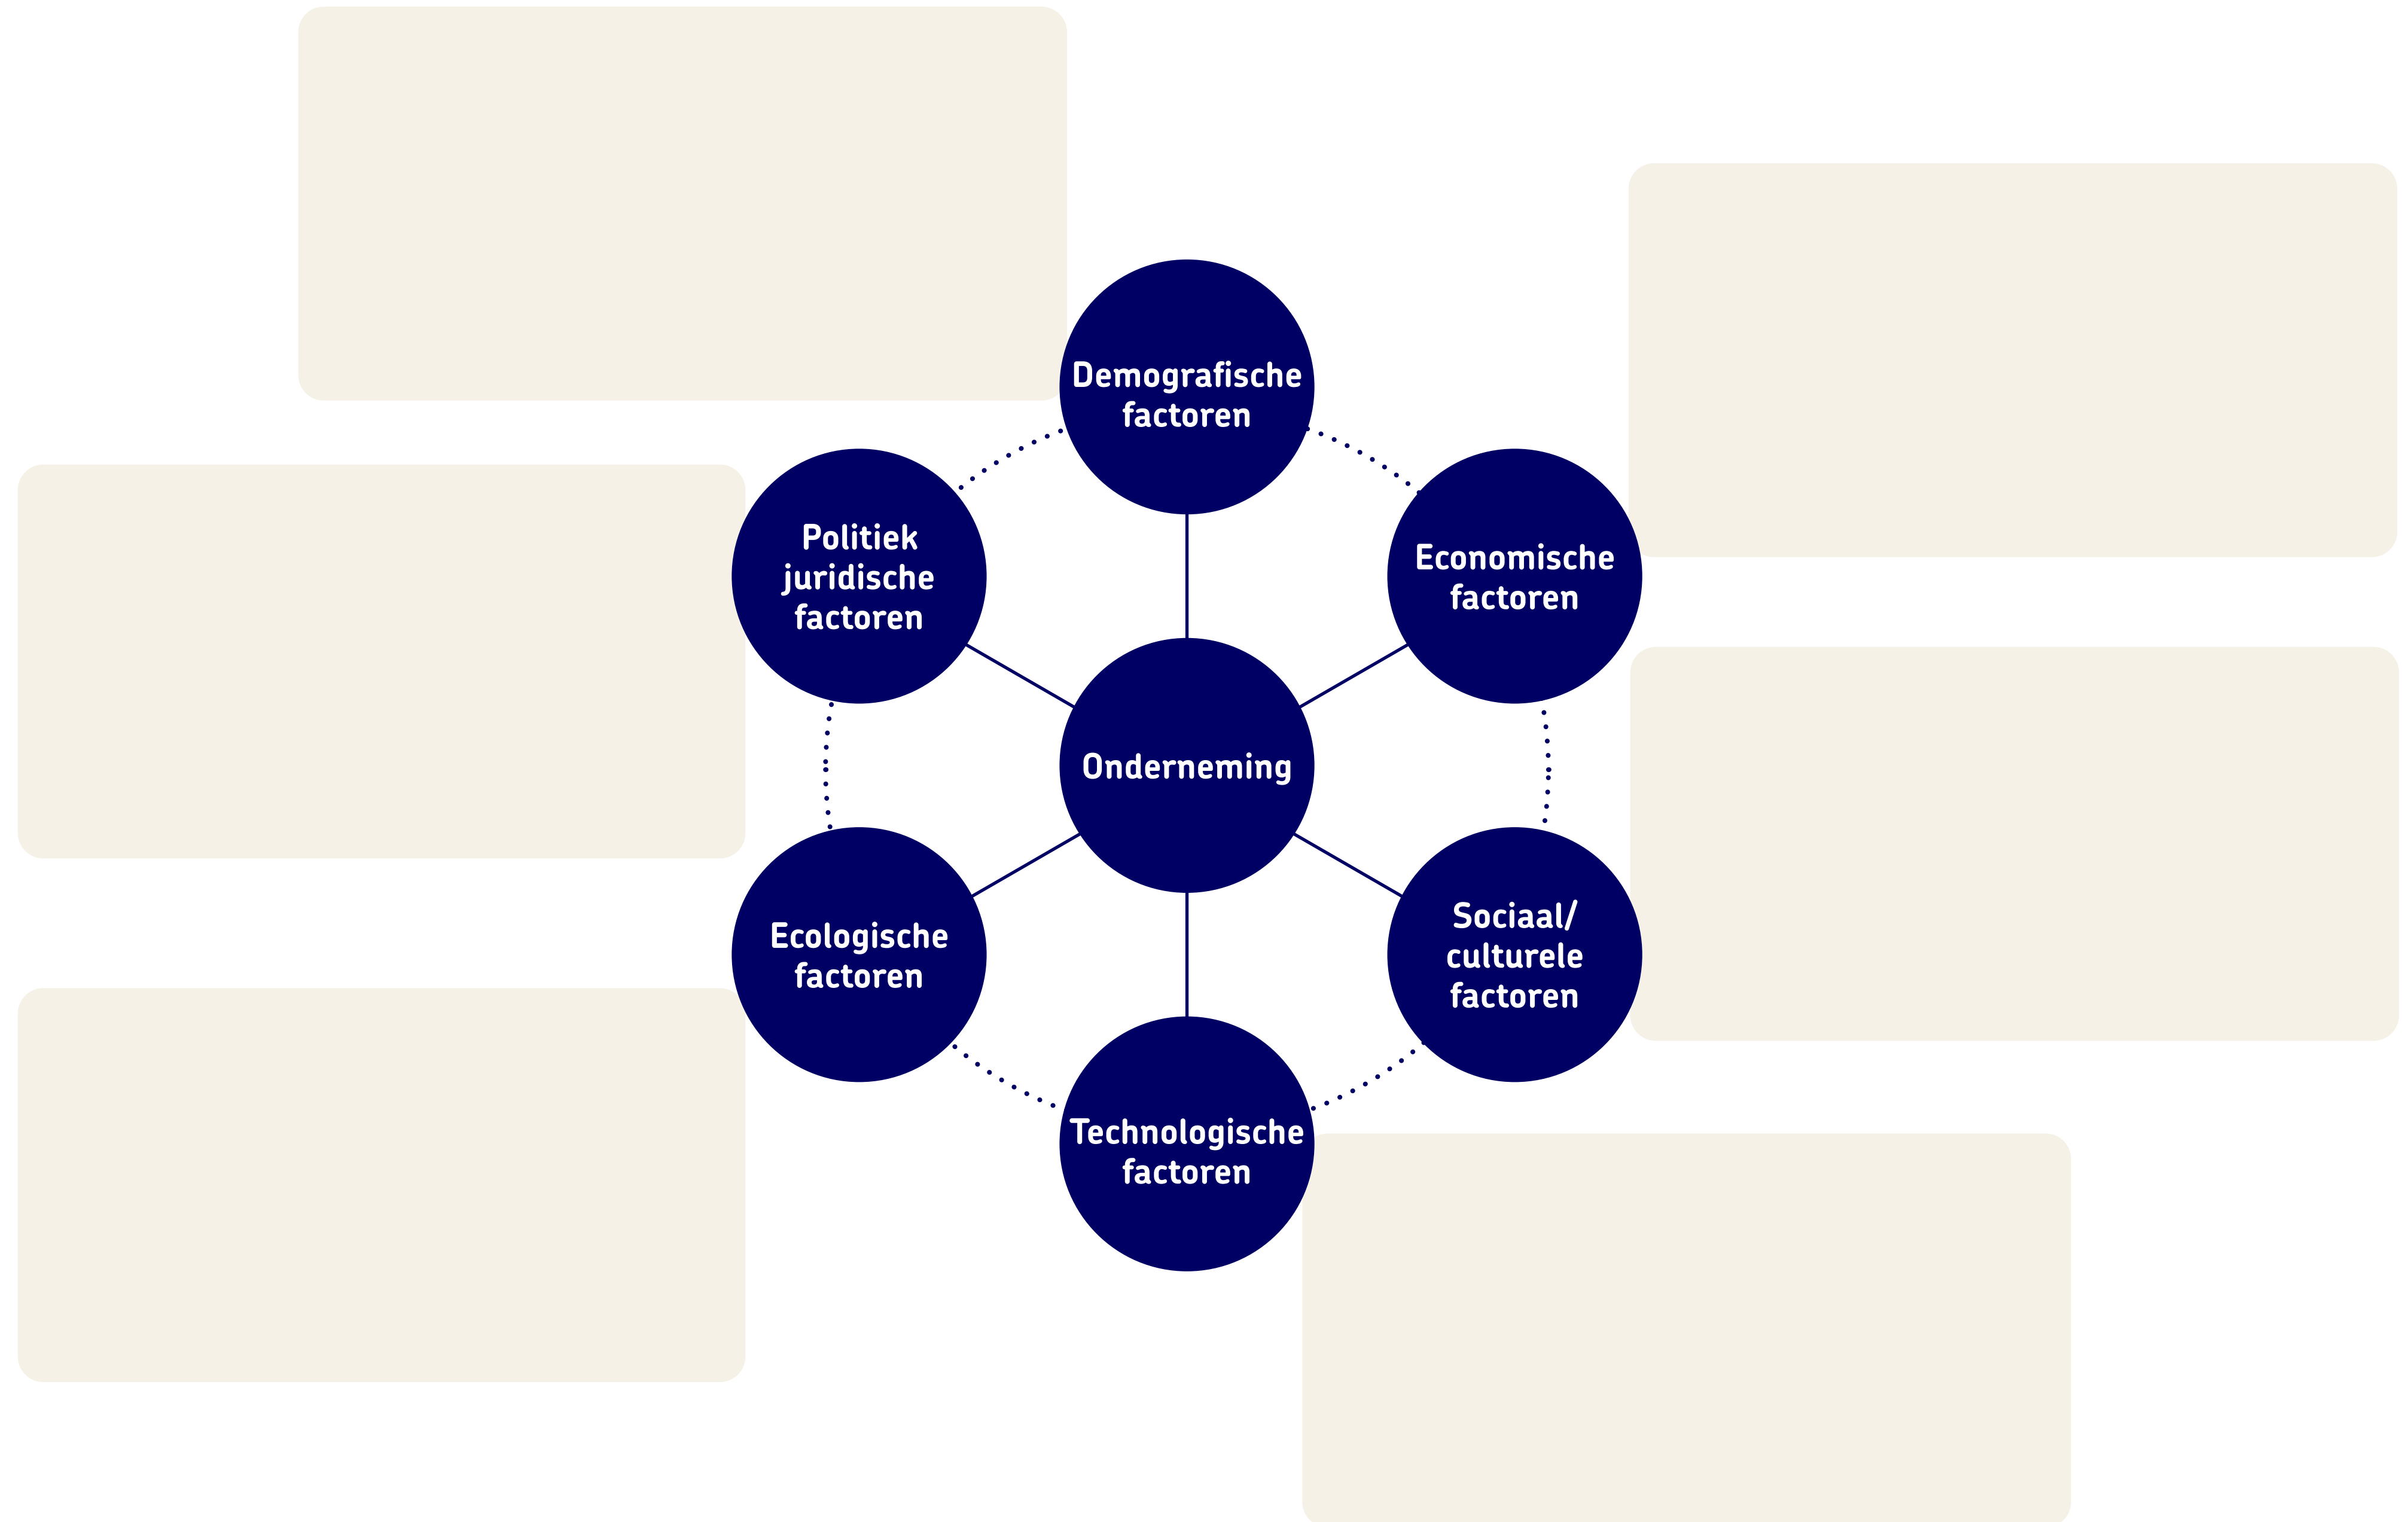 Demografische
factoren
Politiek
juridische
factoren
Economische
factoren
Onderneming
Ecologische
factoren
Sociaal/
culturele
factoren
Technologische
factoren